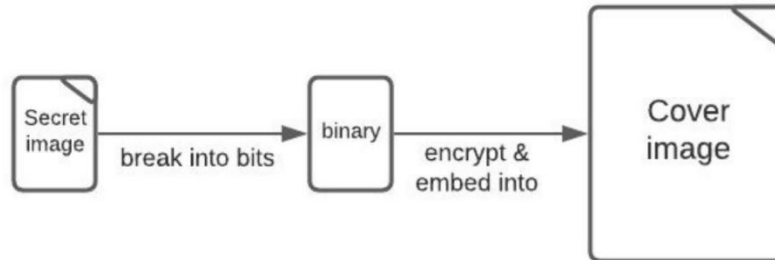 Secret
image
break into bits
binary
encrypt &
embed into
Cover
image